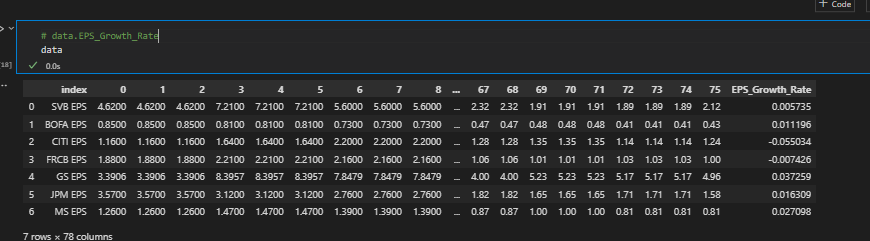 + Code
# data.EPS_Growth_Rate
data
[18]
0.0s
index 0 1 2 3 4 5 6 7 8 ... 67 68 69 70 71 72 73 74 75 EPS_Growth_Rate
0 SVB EPS 4.6200 4.6200 4.6200 7.2100 7.2100 7.2100 5.6000 5.6000 5.6000 ... 2.32 2.32 1.91 1.91 1.91 1.89 1.89 1.89 2.12 0.005735
1 BOFA EPS 0.8500 0.8500 0.8500 0.8100 0.8100 0.8100 0.7300 0.7300 0.7300 ... 0.47 0.47 0.48 0.48 0.48 0.41 0.41 0.41 0.43 0.011196
2 CITI EPS 1.1600 1.1600 1.1600 1.6400 1.6400 1.6400 2.2000 2.2000 2.2000 ... 1.28 1.28 1.35 1.35 1.35 1.14 1.14 1.14 1.24 -0.055034
3 FRCB EPS 1.8800 1.8800 1.8800 2.2100 2.2100 2.2100 2.1600 2.1600 2.1600 ... 1.06 1.06 1.01 1.01 1.01 1.03 1.03 1.03 1.00 -0.007426
4 GS EPS 3.3906 3.3906 3.3906 8.3957 8.3957 8.3957 7.8479 7.8479 7.8479 ... 4.00 4.00 5.23 5.23 5.23 5.17 5.17 5.17 4.96 0.037259
5 JPM EPS 3.5700 3.5700 3.5700 3.1200 3.1200 3.1200 2.7600 2.7600 2.7600 ... 1.82 1.82 1.65 1.65 1.65 1.71 1.71 1.71 1.58 0.016309
6 MS EPS 1.2600 1.2600 1.2600 1.4700 1.4700 1.4700 1.3900 1.3900 1.3900 ... 0.87 0.87 1.00 1.00 1.00 0.81 0.81 0.81 0.81 0.027098
7 rows × 78 columns